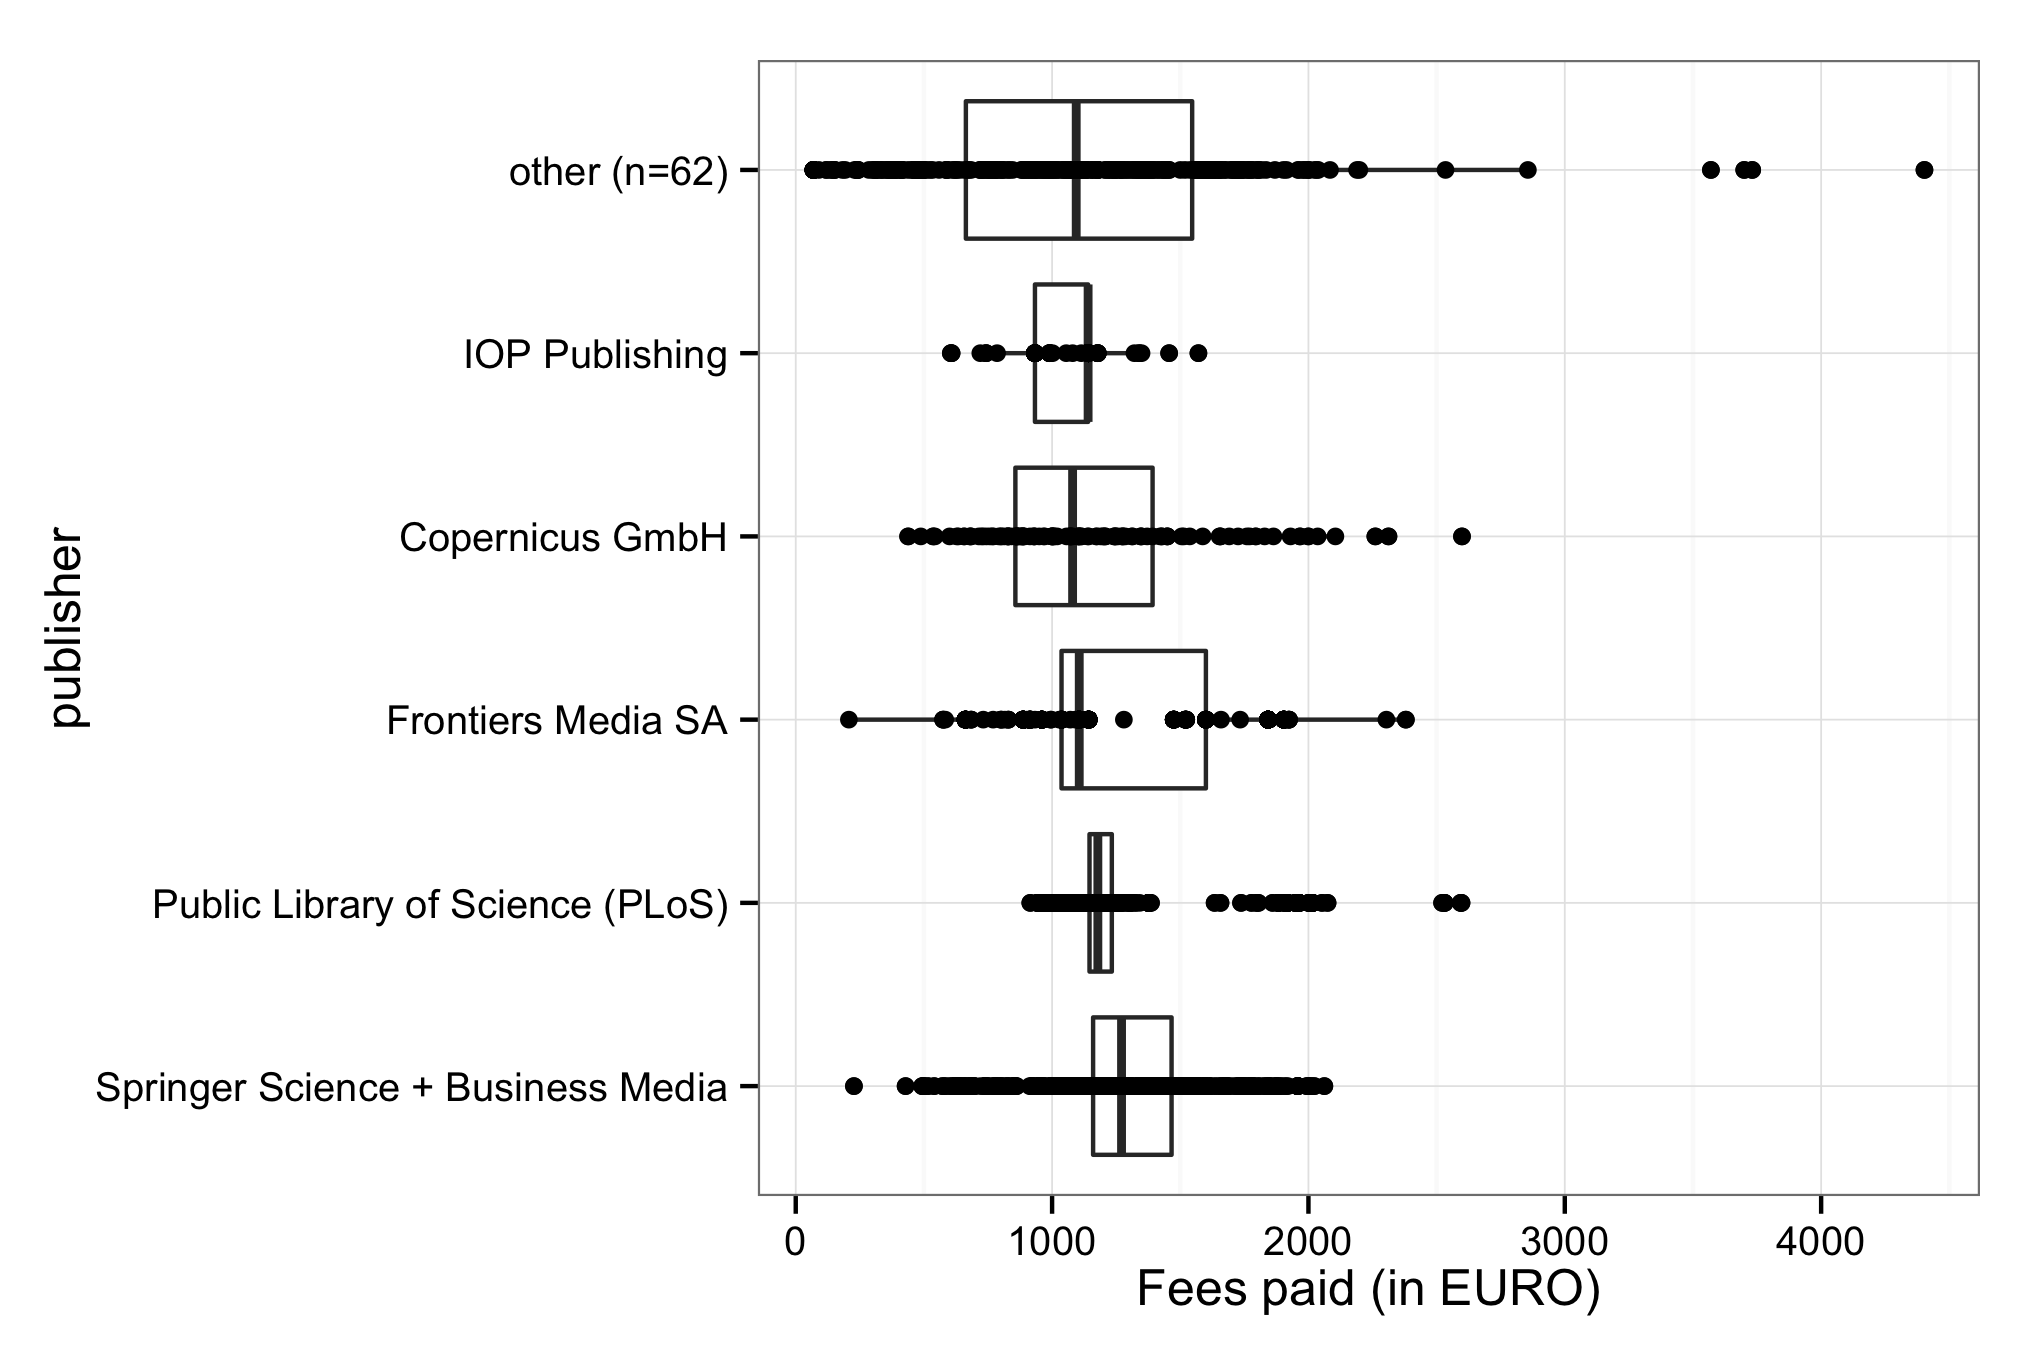 other (n=62)
IOP Publishing
Copernicus GmbH
Frontiers Media SA
Public Library of Science (PLoS)
Springer Science + Business Media
publisher
0 1000 2000 3000 4000
Fees paid (in EURO)